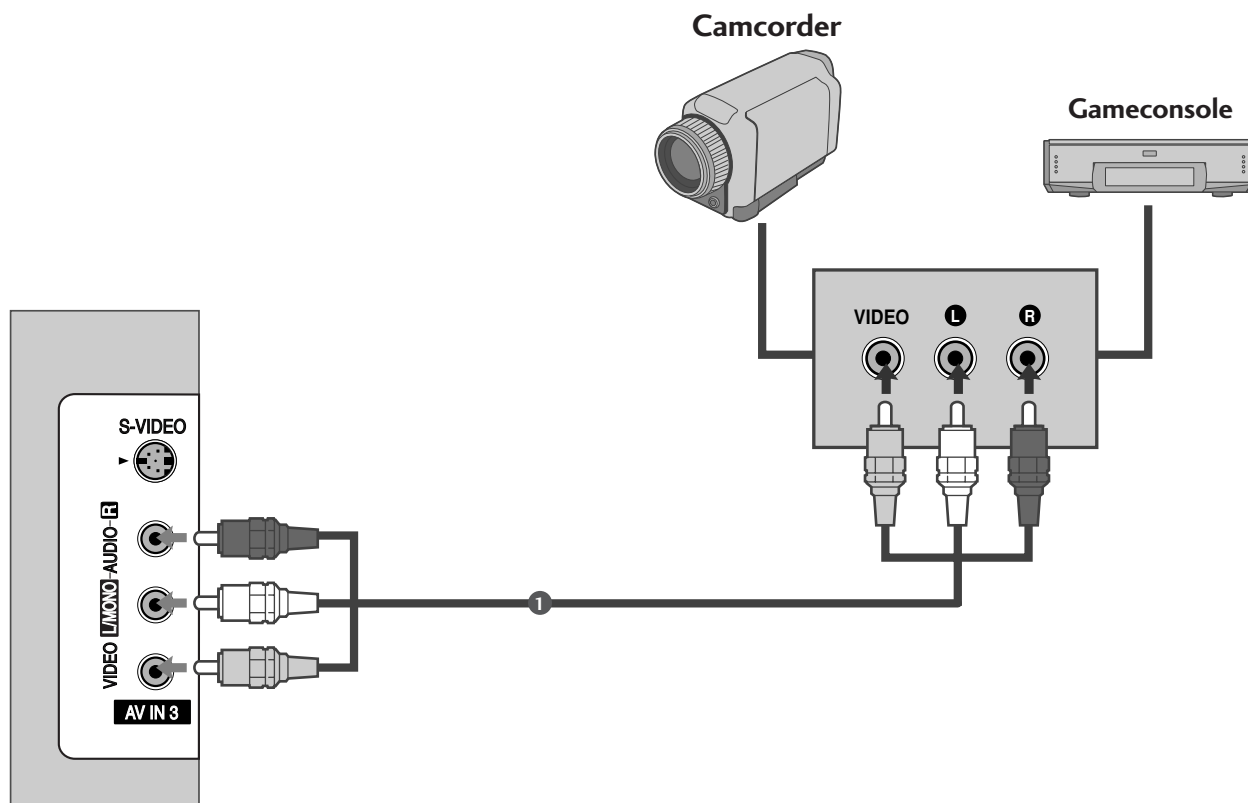 Camcorder
Gameconsole
VIDEO L R
S-VIDEO
VIDEO L/MONO-AUDIO-R
1
AV IN 3